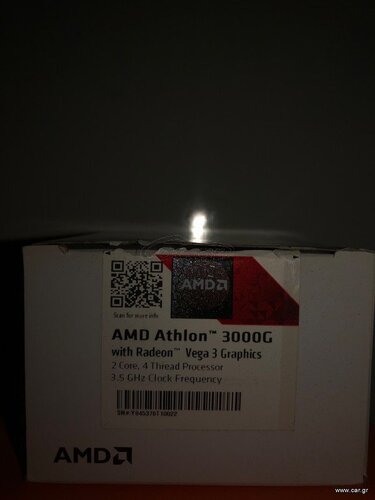 AMD
Scan for more info
AMD Athlon™ 3000G
with Radeon™ Vega 3 Graphics
2 Core, 4 Thread Processor
3.5 GHz Clock Frequency
AMD
www.car.gr